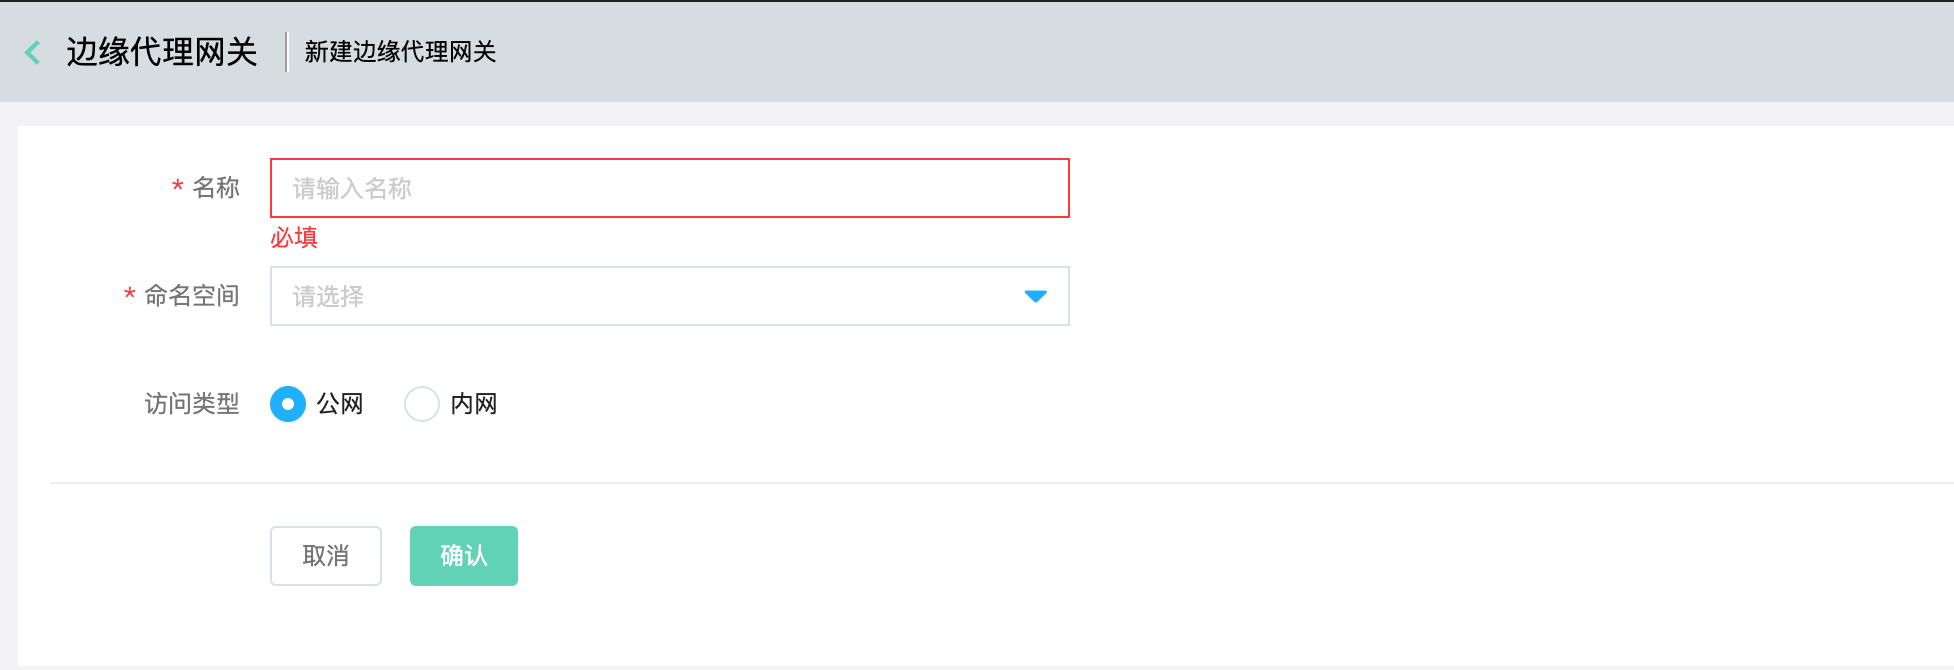 边缘代理网关 新建边缘代理网关
* 名称 请输入名称
必填
* 命名空间 请选择
访问类型 公网 内网
取消 确认